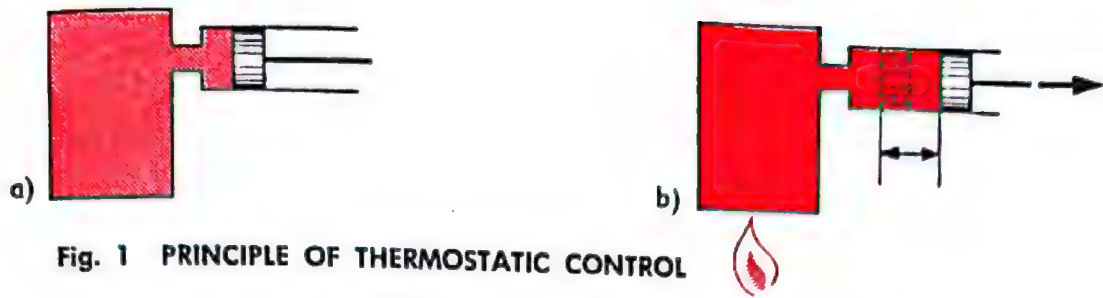 a)
b)
Fig. 1 PRINCIPLE OF THERMOSTATIC CONTROL